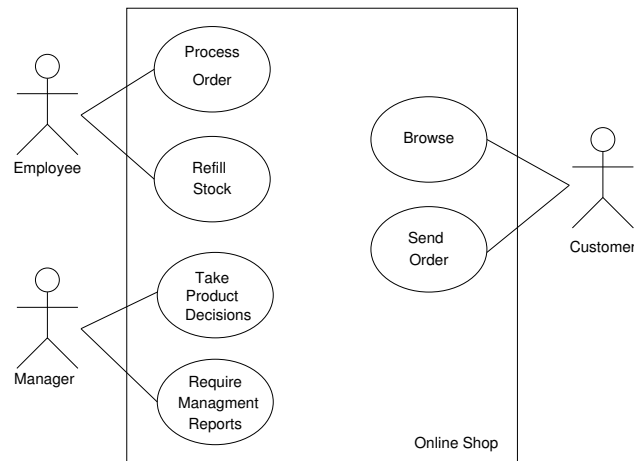 Process
Order
Employee
Refill
Stock
Browse
Send
Order
Customer
Take
Product
Decisions
Manager
Require
Managment
Reports
Online Shop